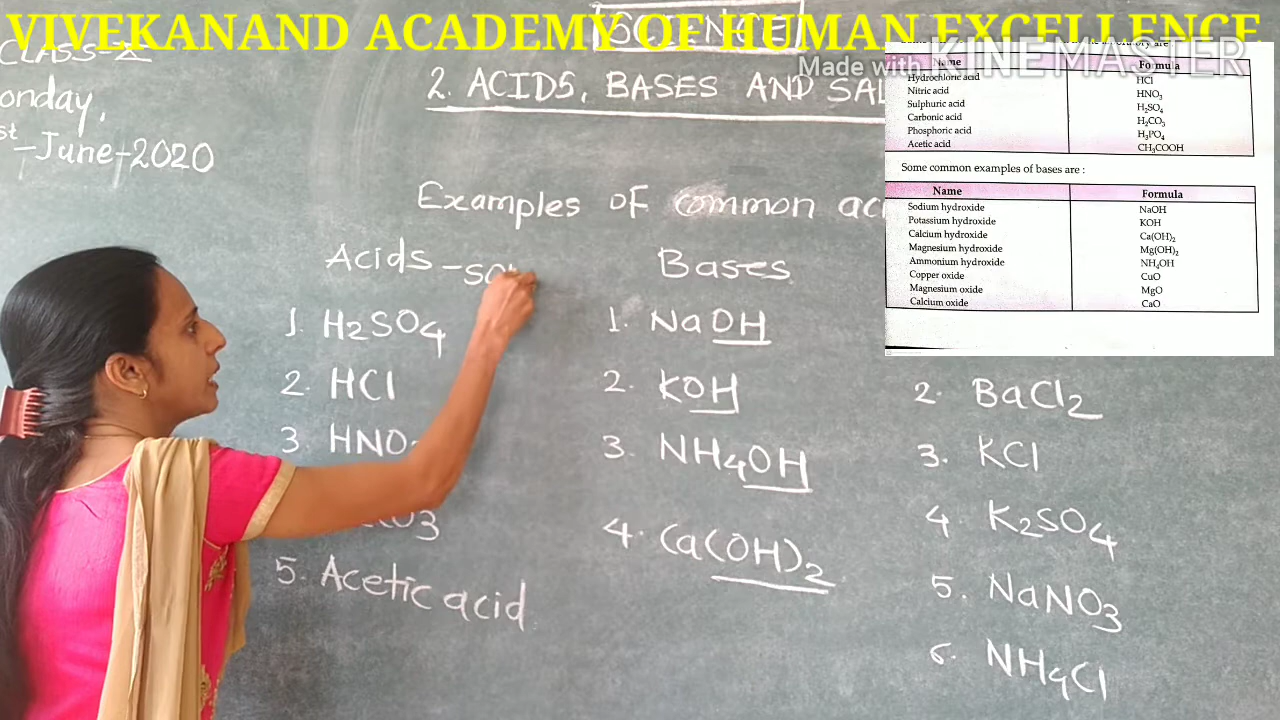 VIVEKANAND ACADEMY OF HUMAN EXCELLENCE
SCIENCE
Made with KINEMASTER
CLASS-X
onday,
st -June-2020
2. ACIDS, BASES AND SAL
Examples of common aci
Acids -
1. H2SO4
2. HCl
3. HNO
5. Acetic acid
Bases
1. NaOH
2. KOH
3. NH4OH
4. Ca(OH)2
2. BaCl2
3. KCl
4. K2SO4
5. NaNO3
6. NH4Cl
Name Formula
Hydrochloric acid HCl
Nitric acid HNO3
Sulphuric acid H2SO4
Carbonic acid H2CO3
Phosphoric acid H3PO4
Acetic acid CH3COOH
Some common examples of bases are :
Name Formula
Sodium hydroxide NaOH
Potassium hydroxide KOH
Calcium hydroxide Ca(OH)2
Magnesium hydroxide Mg(OH)2
Ammonium hydroxide NH4OH
Copper oxide CuO
Magnesium oxide MgO
Calcium oxide CaO